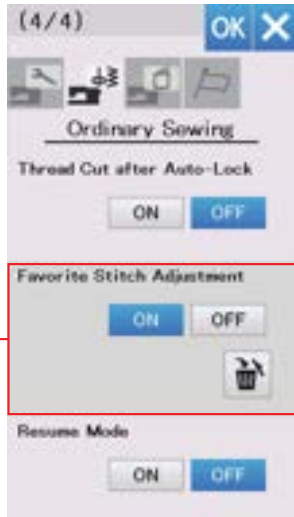 (4/4) OK X
Ordinary Sewing
Thread Cut after Auto-Lock
ON OFF
Favorite Stitch Adjustment
ON OFF
Resume Mode
ON OFF